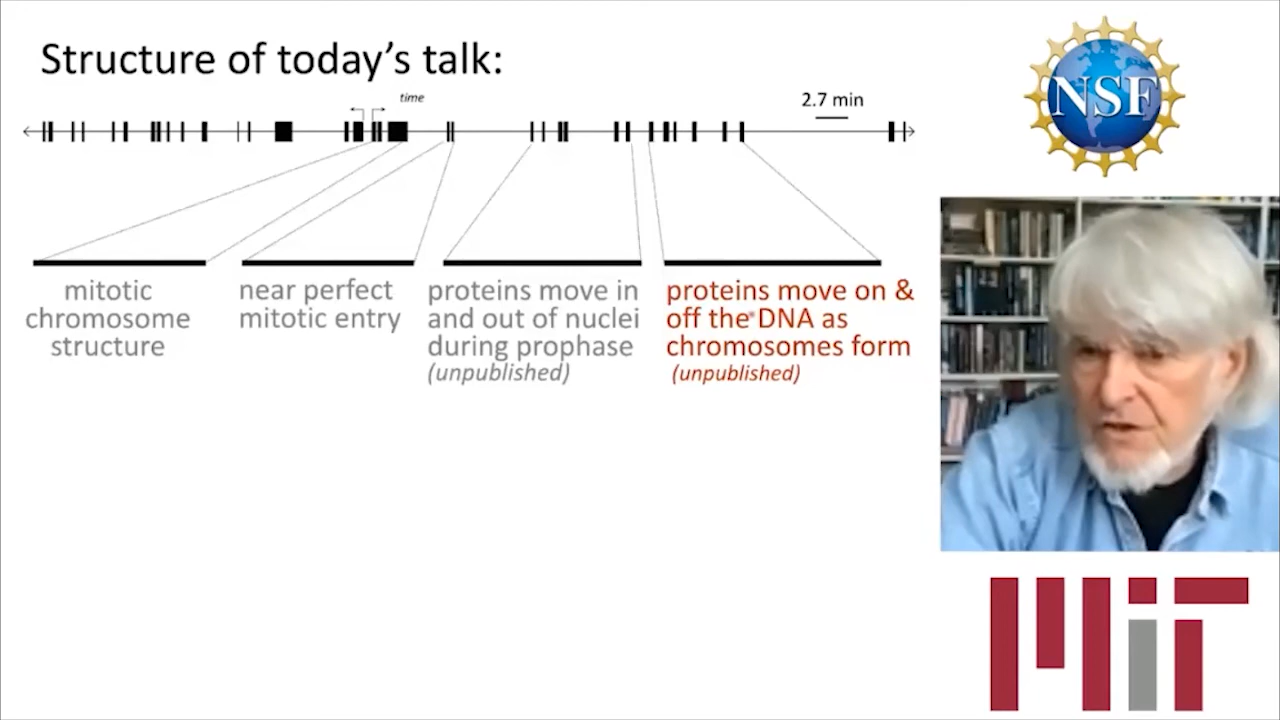 Structure of today's talk:
time
2.7 min
mitotic
chromosome
structure
near perfect
mitotic entry
proteins move in
and out of nuclei
during prophase
(unpublished)
proteins move on &
off the DNA as
chromosomes form
(unpublished)
NSF
MIT